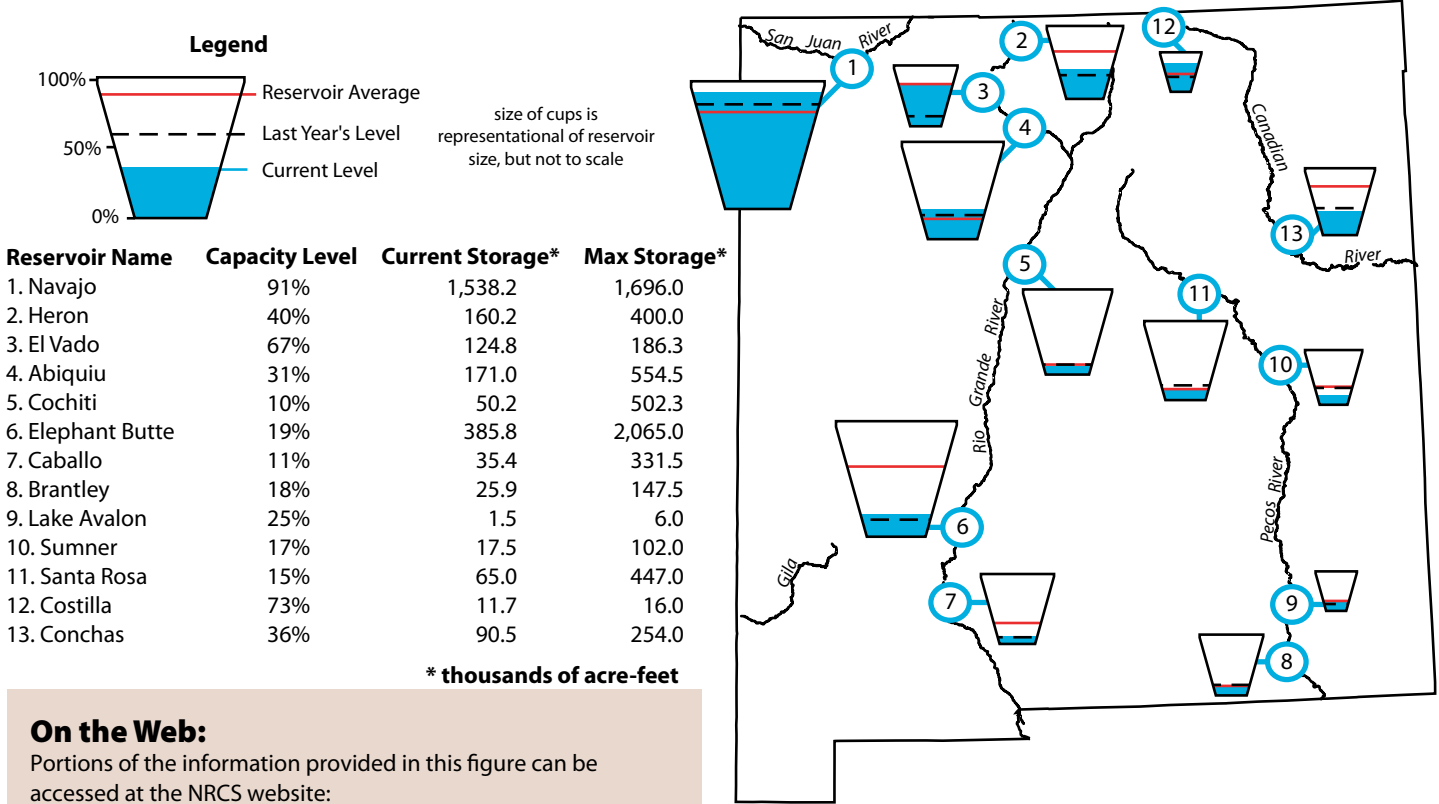 Legend
100%
50%
0%
Reservoir Average
Last Year's Level
Current Level
size of cups is
representational of reservoir
size, but not to scale
Reservoir Name Capacity Level Current Storage* Max Storage*
1. Navajo 91% 1,538.2 1,696.0
2. Heron 40% 160.2 400.0
3. El Vado 67% 124.8 186.3
4. Abiquiu 31% 171.0 554.5
5. Cochiti 10% 50.2 502.3
6. Elephant Butte 19% 385.8 2,065.0
7. Caballo 11% 35.4 331.5
8. Brantley 18% 25.9 147.5
9. Lake Avalon 25% 1.5 6.0
10. Sumner 17% 17.5 102.0
11. Santa Rosa 15% 65.0 447.0
12. Costilla 73% 11.7 16.0
13. Conchas 36% 90.5 254.0
* thousands of acre-feet
On the Web:
Portions of the information provided in this figure can be
accessed at the NRCS website:
San Juan River
1
2
3
4
12
Canadian
13
River
5
11
10
Rio Grande River
Pecos River
6
Gila
7
9
8